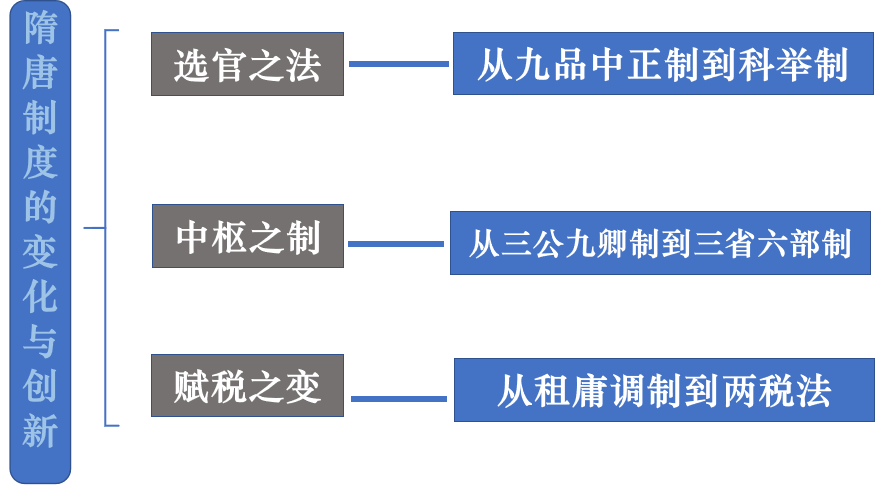 隋唐制度的变化与创新
选官之法
从九品中正制到科举制
中枢之制
从三公九卿制到三省六部制
赋税之变
从租庸调制到两税法